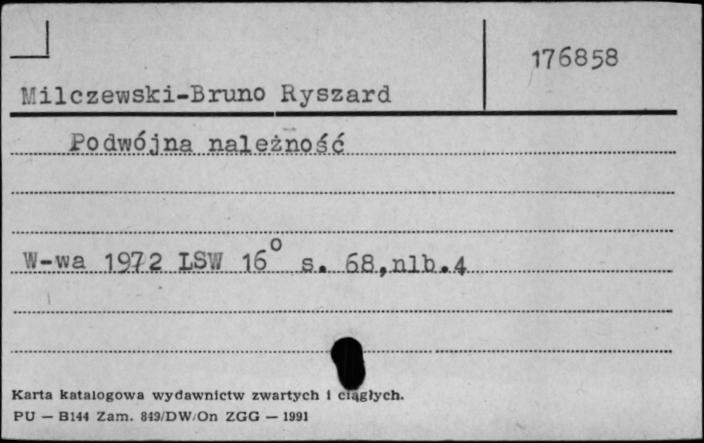 176858
Milczewski-Bruno Ryszard
Podwójna należność
W-wa 1972 LSW 16° s. 68,nlb.4
Karta katalogowa wydawnictw zwartych i ciągłych.
PU — B144 Zam. 849/DW/On ZGG — 1991